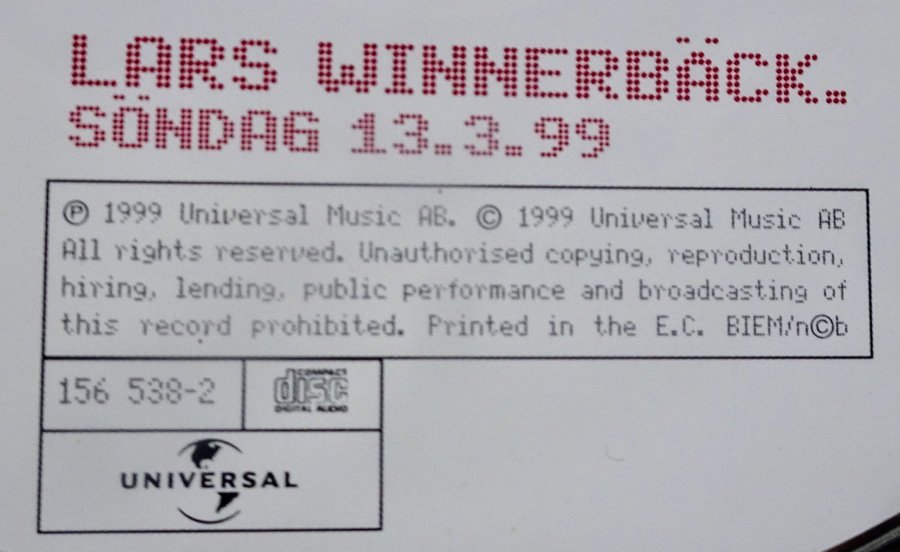 LARS WINNERBÄCK.
SÖNDAG 13.3.99
℗ 1999 Universal Music AB. © 1999 Universal Music AB
All rights reserved. Unauthorised copying, reproduction,
hiring, lending, public performance and broadcasting of
this record prohibited. Printed in the E.C. BIEM/n©b
156 538-2
COMPACT
disc
DIGITAL AUDIO
UNIVERSAL